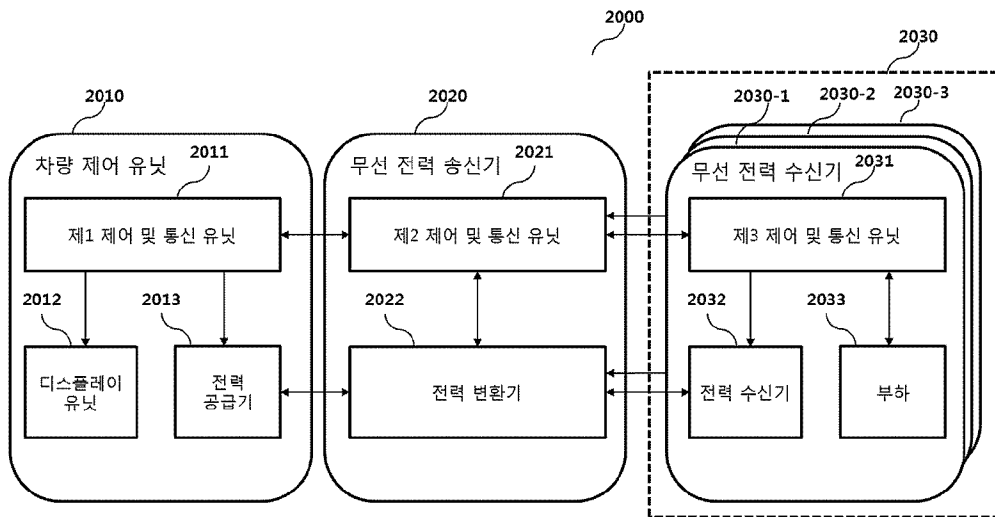 2000
2030
2010
2020
2030-1
2030-2
2030-3
차량 제어 유닛
2011
무선 전력 송신기
2021
무선 전력 수신기
2031
제1 제어 및 통신 유닛
제2 제어 및 통신 유닛
제3 제어 및 통신 유닛
2012
2013
2022
2032
2033
디스플레이
유닛
전력
공급기
전력 변환기
전력 수신기
부하